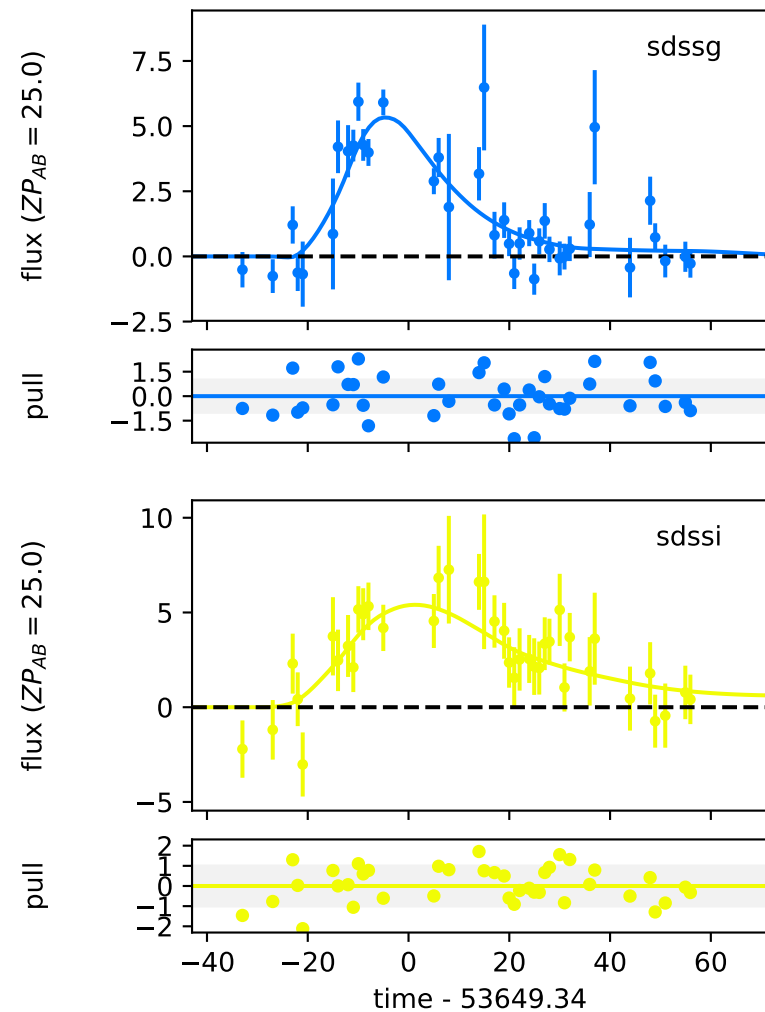 sdssg
flux (ZP_AB = 25.0)
7.5
5.0
2.5
0.0
−2.5
pull
1.5
0.0
−1.5
sdssi
flux (ZP_AB = 25.0)
10
5
0
−5
pull
2
1
0
−1
−2
−40 −20 0 20 40 60
time - 53649.34